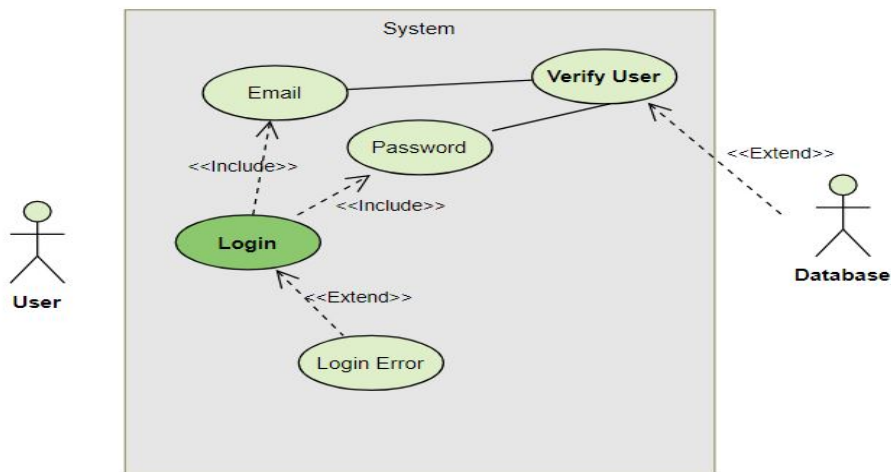 System
Email
Verify User
Password
<<Include>>
<<Extend>>
<<Include>>
Login
User
Database
<<Extend>>
Login Error